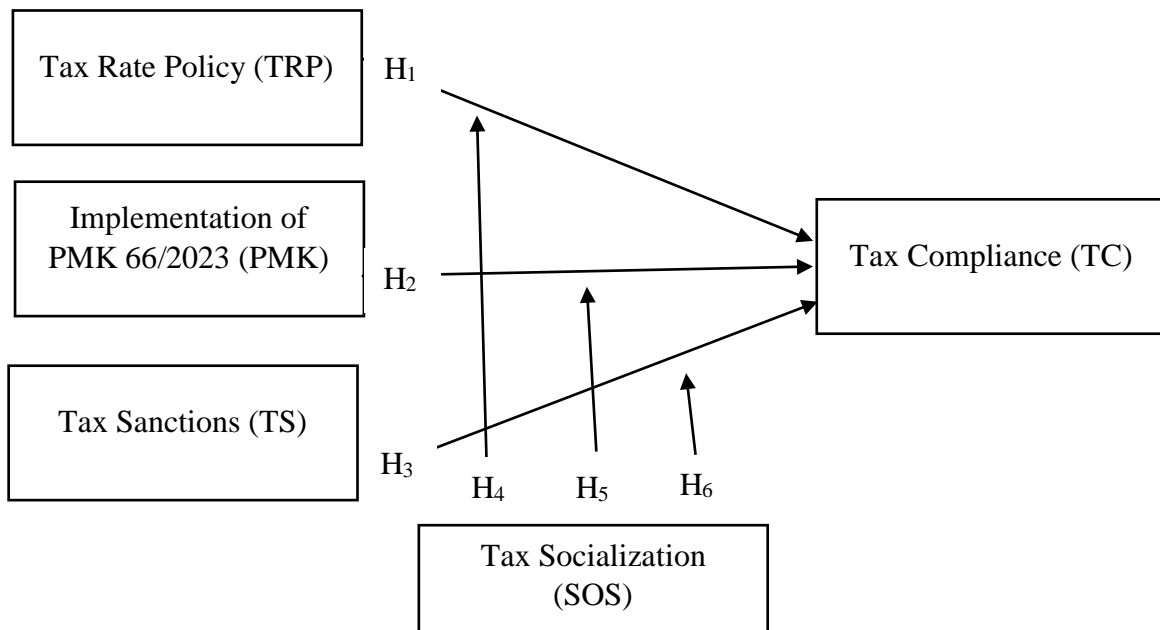 Tax Rate Policy (TRP)
H1
Implementation of
PMK 66/2023 (PMK)
H2
Tax Compliance (TC)
Tax Sanctions (TS)
H3
H4
H5
H6
Tax Socialization
(SOS)